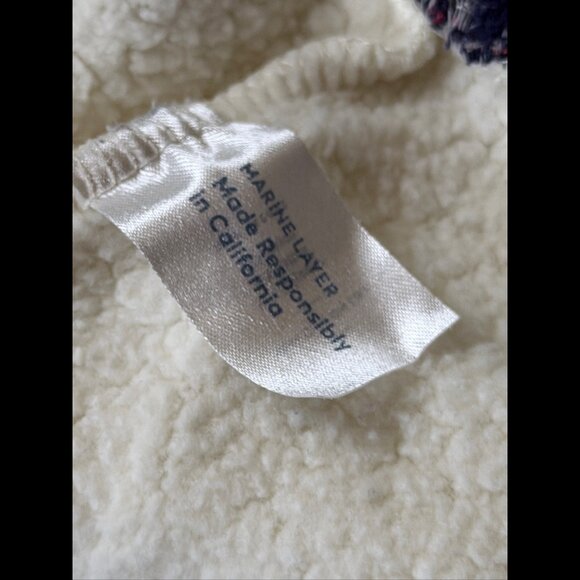 MARINE LAYER
Made Responsibly
in California